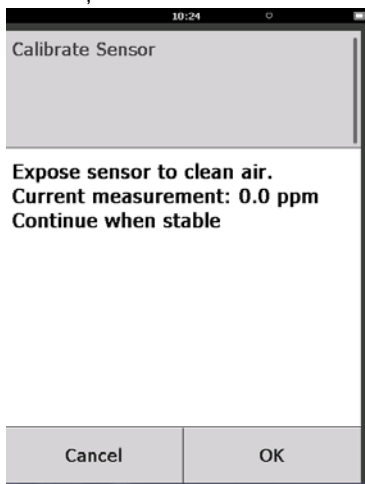 10:24
Calibrate Sensor
Expose sensor to clean air.
Current measurement: 0.0 ppm
Continue when stable
Cancel OK